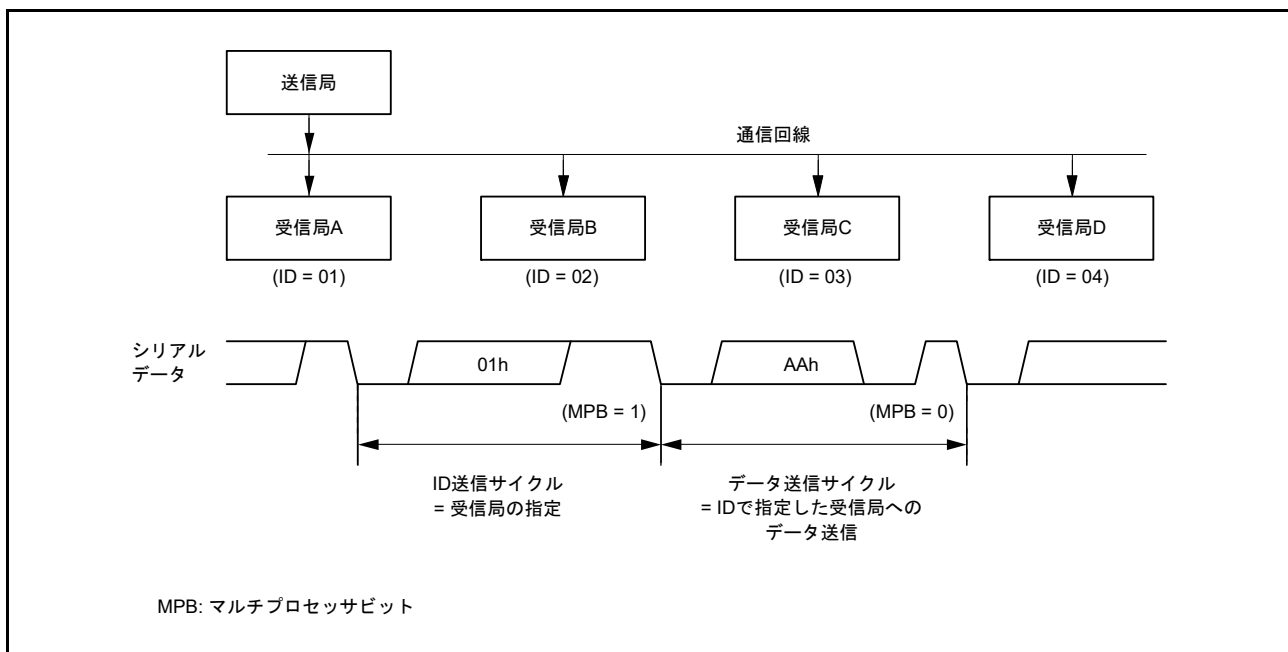 送信局
通信回線
受信局A
受信局B
受信局C
受信局D
(ID = 01)
(ID = 02)
(ID = 03)
(ID = 04)
シリアル
データ
01h
AAh
(MPB = 1)
(MPB = 0)
ID送信サイクル
= 受信局の指定
データ送信サイクル
= IDで指定した受信局への
データ送信
MPB: マルチプロセッサビット